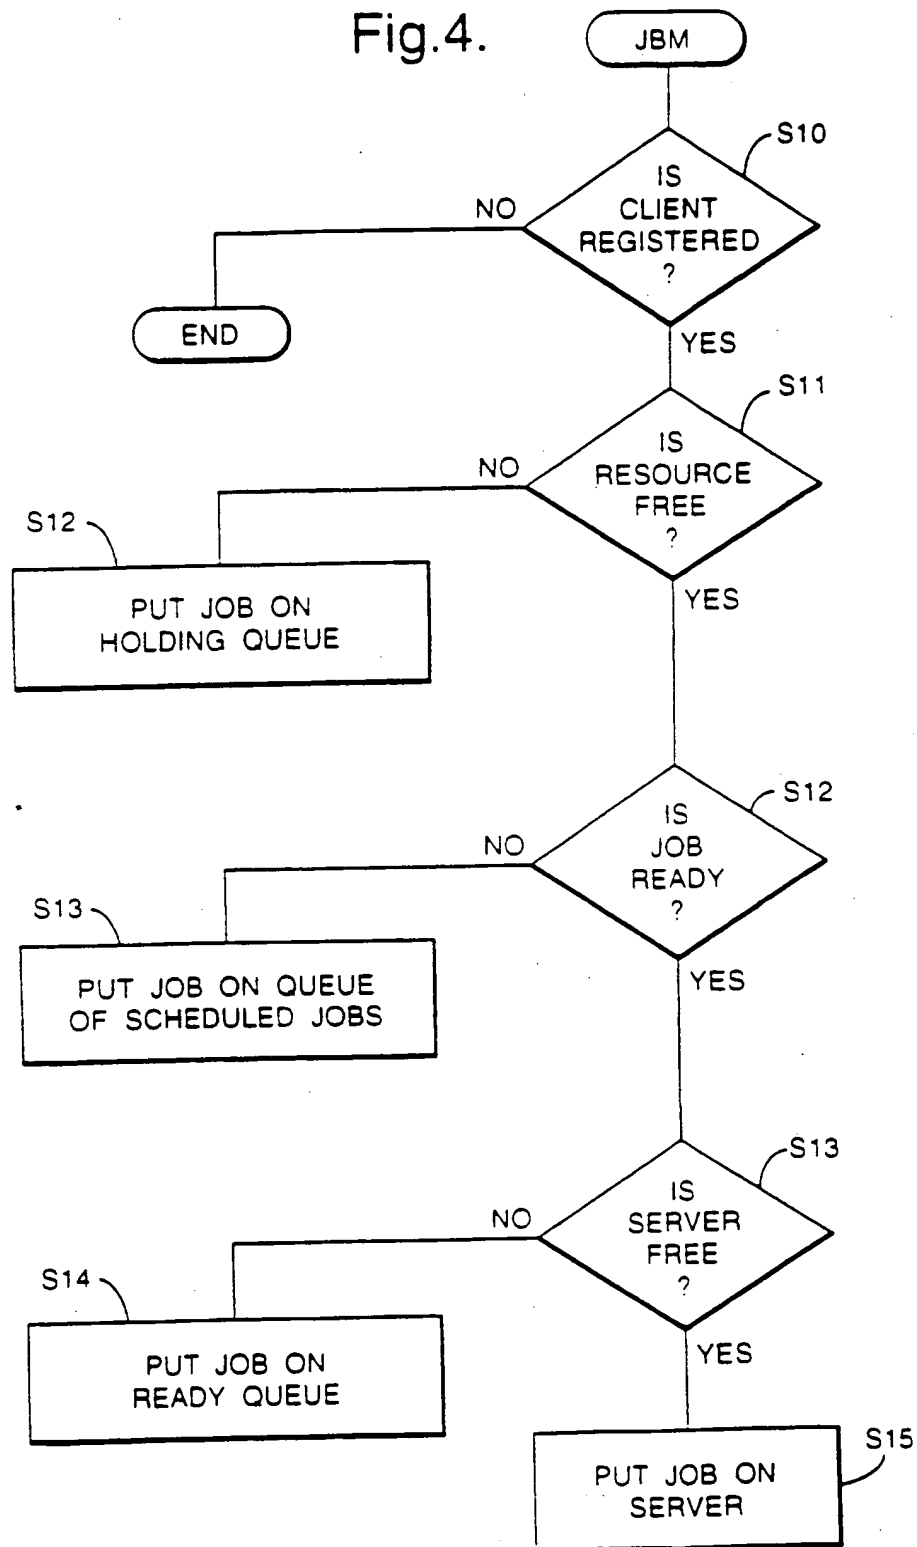 Fig.4.
JBM
S10
IS
CLIENT
REGISTERED
?
NO
END
YES
S11
IS
RESOURCE
FREE
?
NO
S12
PUT JOB ON
HOLDING QUEUE
YES
S12
IS
JOB
READY
?
NO
S13
PUT JOB ON QUEUE
OF SCHEDULED JOBS
YES
S13
IS
SERVER
FREE
?
NO
S14
PUT JOB ON
READY QUEUE
YES
S15
PUT JOB ON
SERVER